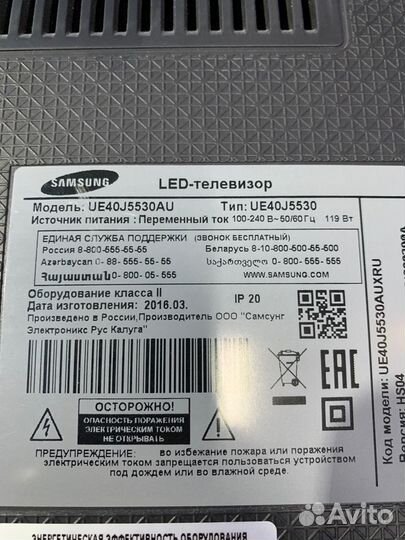 SAMSUNG
LED-телевизор
Модель: UE40J5530AU Тип: UE40J5530
Источник питания : Переменный ток 100-240 В~50/60Гц 119 Вт
ЕДИНАЯ СЛУЖБА ПОДДЕРЖКИ (ЗВОНОК БЕСПЛАТНЫЙ)
Россия 8-800-555-55-55 Беларусь 8-10-800-500-55-500
Azərbaycan 0- 88-555-55-55 საქართველო 0-800-555-555
Հայաստան 0-800-05-555 WWW.SAMSUNG.COM
Оборудование класса II IP 20
Дата изготовления: 2016.03.
Произведено в России,Производитель ООО "Самсунг
Электроникс Рус Калуга"
EAC
ОСТОРОЖНО!
ОПАСНОСТЬ ПОРАЖЕНИЯ
ЭЛЕКТРИЧЕСКИМ ТОКОМ
НЕ ОТКРЫВАТЬ
ПРЕДУПРЕЖДЕНИЕ: во избежание пожара или поражения
электрическим током запрещается пользоваться устройством
под дождем или во влажной среде.
Код модели: UE40J5530AUXRU
Версия: HS04
ЭНЕРГЕТИЧЕСКАЯ ЭФФЕКТИВНОСТЬ ОБОРУДОВАНИЯ
Avito